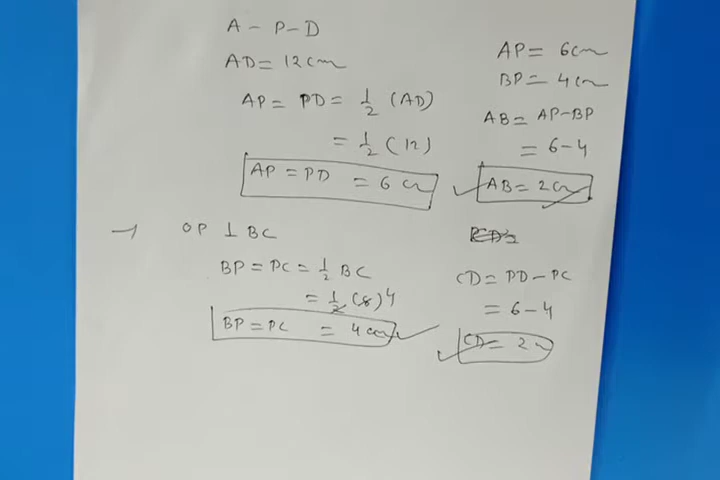 A - P - D
AD = 12 cm
AP = PD = 1/2 (AD)
= 1/2 (12)
AP = PD = 6 cm
OP ⊥ BC
BP = PC = 1/2 BC
= 1/2 (8) 4
BP = PC = 4 cm
AP = 6 cm
BP = 4 cm
AB = AP - BP
= 6 - 4
AB = 2 cm
CD = PD - PC
= 6 - 4
CD = 2